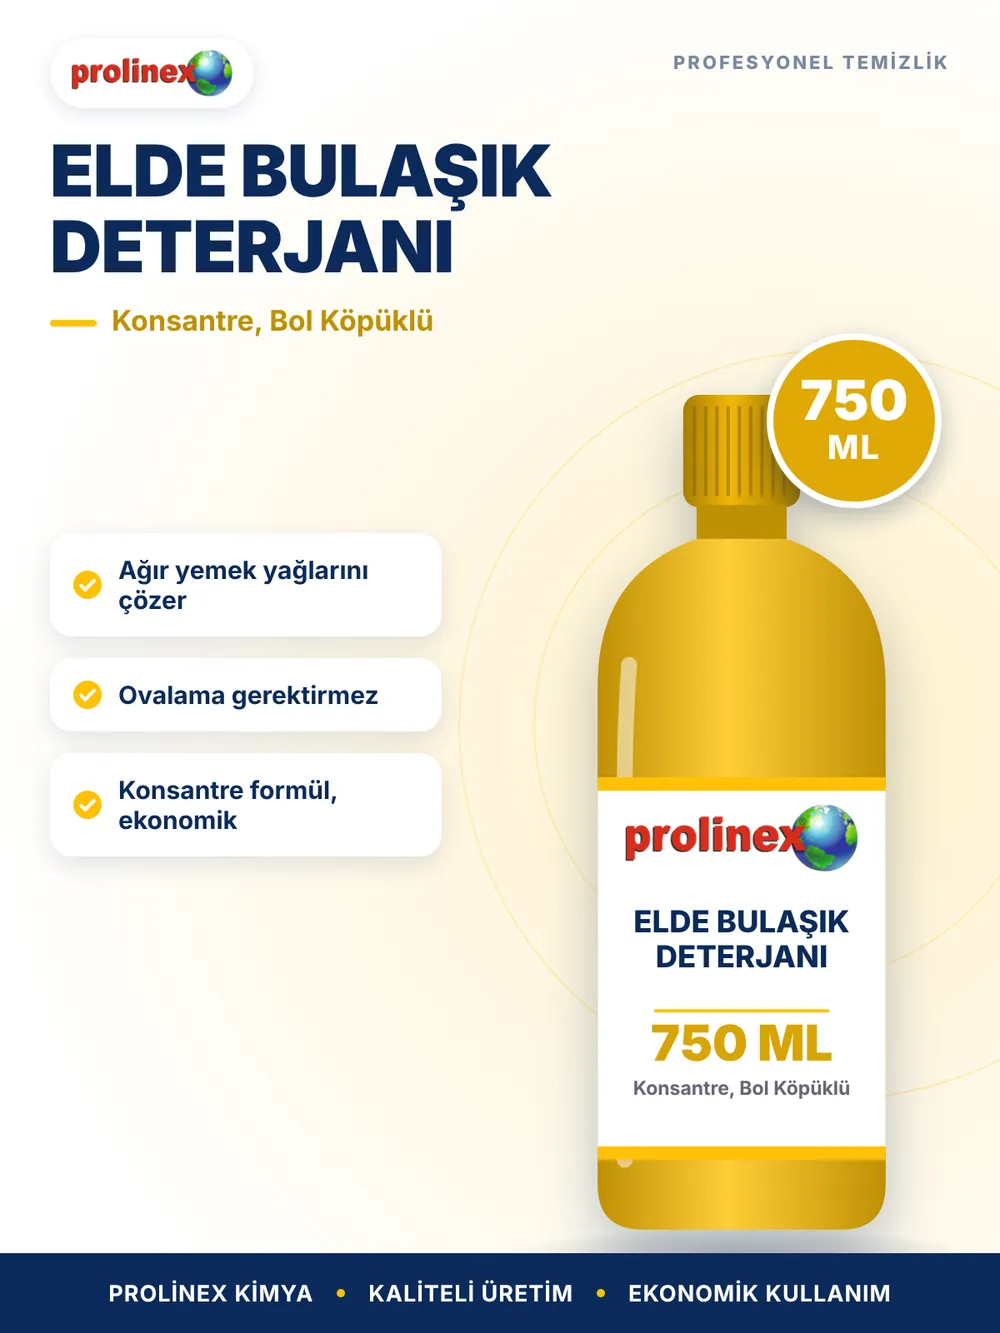 prolinex
PROFESYONEL TEMİZLİK
ELDE BULAŞIK
DETERJANI
Konsantre, Bol Köpüklü
750
ML
Ağır yemek yağlarını
çözer
Ovalama gerektirmez
Konsantre formül,
ekonomik
prolinex
ELDE BULAŞIK
DETERJANI
750 ML
Konsantre, Bol Köpüklü
PROLİNEX KİMYA • KALİTELİ ÜRETİM • EKONOMİK KULLANIM